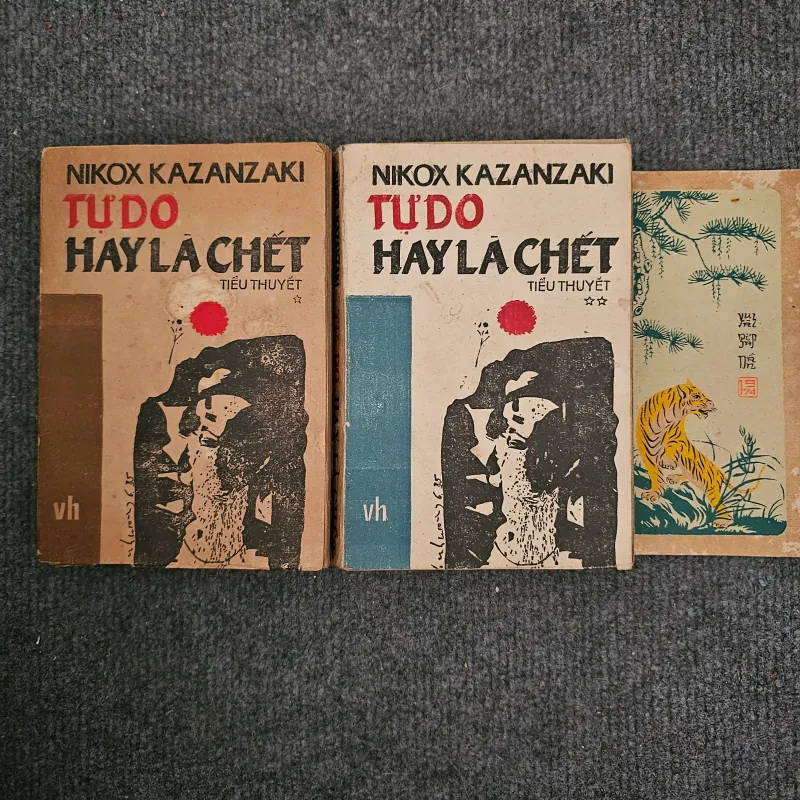 NIKOX KAZANZAKI
TỰ DO
HAY LÀ CHẾT
TIỂU THUYẾT
vh
NIKOX KAZANZAKI
TỰ DO
HAY LÀ CHẾT
TIỂU THUYẾT
vh
1974